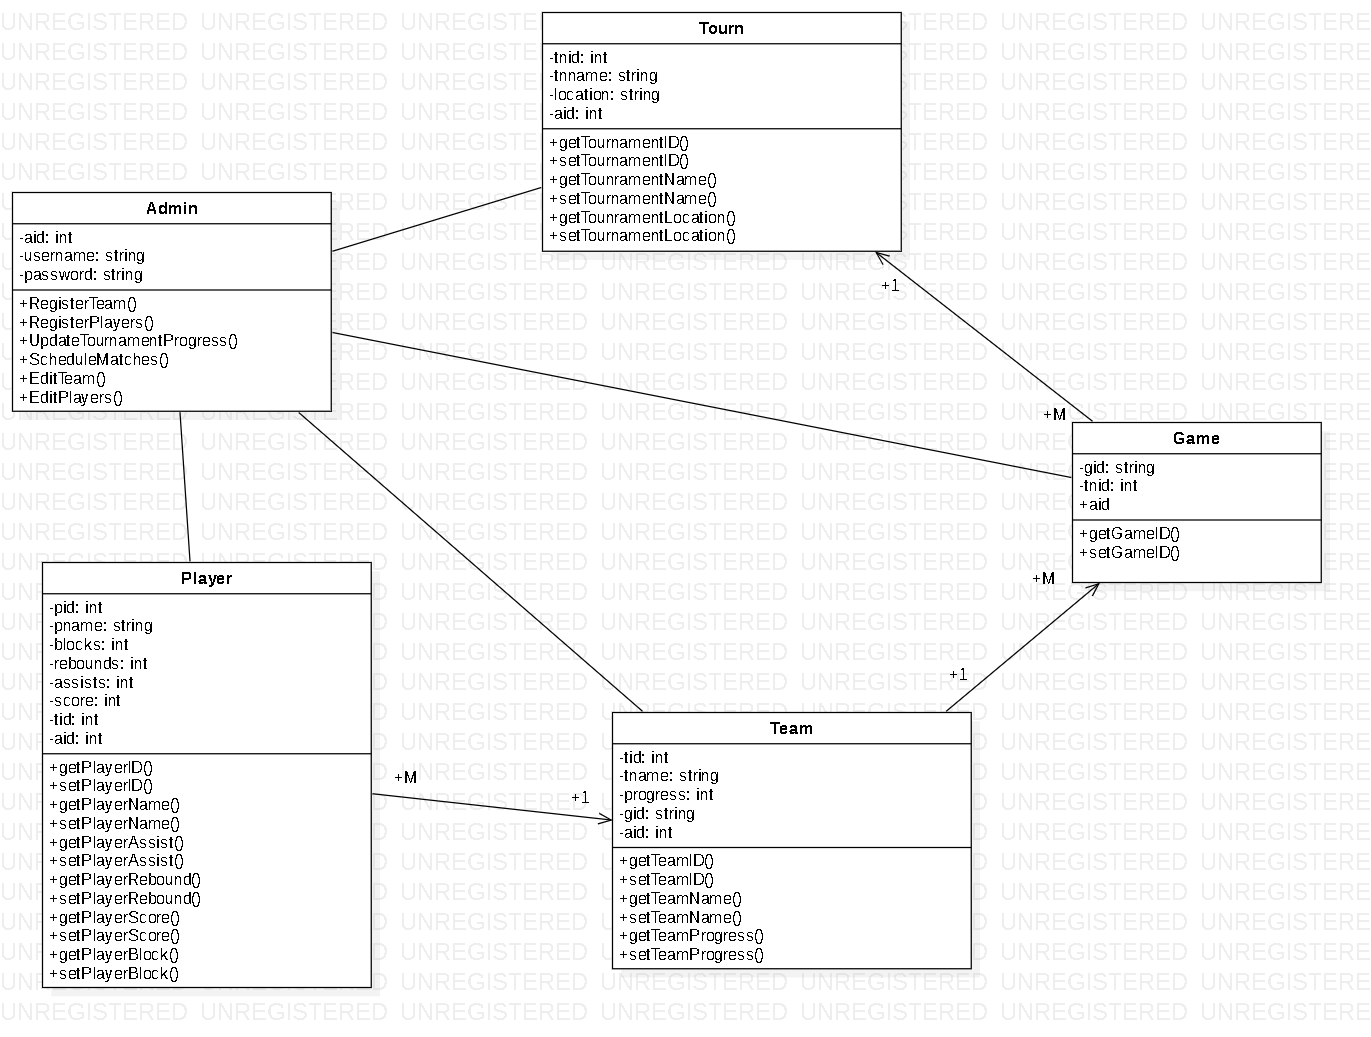 Tourn
-tnid: int
-tnname: string
-location: string
-aid: int
+getTournamentID()
+setTournamentID()
+getTounramentName()
+setTournamentName()
+getTounramentLocation()
+setTournamentLocation()
Admin
-aid: int
-username: string
-password: string
+RegisterTeam()
+RegisterPlayers()
+UpdateTournamentProgress()
+ScheduleMatches()
+EditTeam()
+EditPlayers()
+1
+M
Game
-gid: string
-tnid: int
+aid
+getGameID()
+setGameID()
+M
+1
Player
-pid: int
-pname: string
-blocks: int
-rebounds: int
-assists: int
-score: int
-tid: int
-aid: int
+getPlayerID()
+setPlayerID()
+getPlayerName()
+setPlayerName()
+getPlayerAssist()
+setPlayerAssist()
+getPlayerRebound()
+setPlayerRebound()
+getPlayerScore()
+setPlayerScore()
+getPlayerBlock()
+setPlayerBlock()
+M
+1
Team
-tid: int
-tname: string
-progress: int
-gid: string
-aid: int
+getTeamID()
+setTeamID()
+getTeamName()
+setTeamName()
+getTeamProgress()
+setTeamProgress()
UNREGISTERED